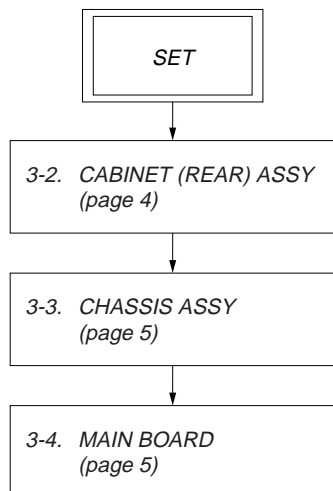 SET
3-2. CABINET (REAR) ASSY
(page 4)
3-3. CHASSIS ASSY
(page 5)
3-4. MAIN BOARD
(page 5)